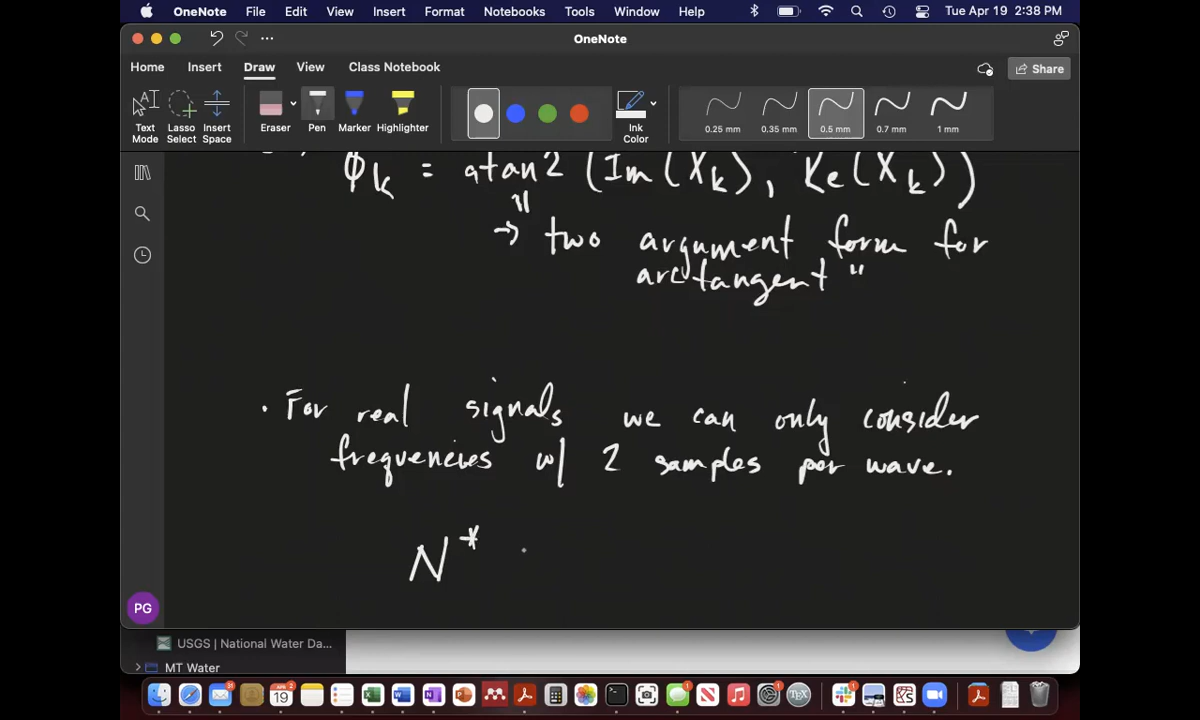 OneNote File Edit View Insert Format Notebooks Tools Window Help Tue Apr 19 2:38 PM
OneNote
Home Insert Draw View Class Notebook Share
Text Mode Lasso Select Insert Space Eraser Pen Marker Highlighter Ink Color 0.25 mm 0.35 mm 0.5 mm 0.7 mm 1 mm
ϕk = atan2 (Im(Xk), Re(Xk))
"
→ two argument form for
arctangent "
· For real signals we can only consider
frequencies w/ 2 samples per wave.
N*
PG
USGS | National Water Da...
MT Water